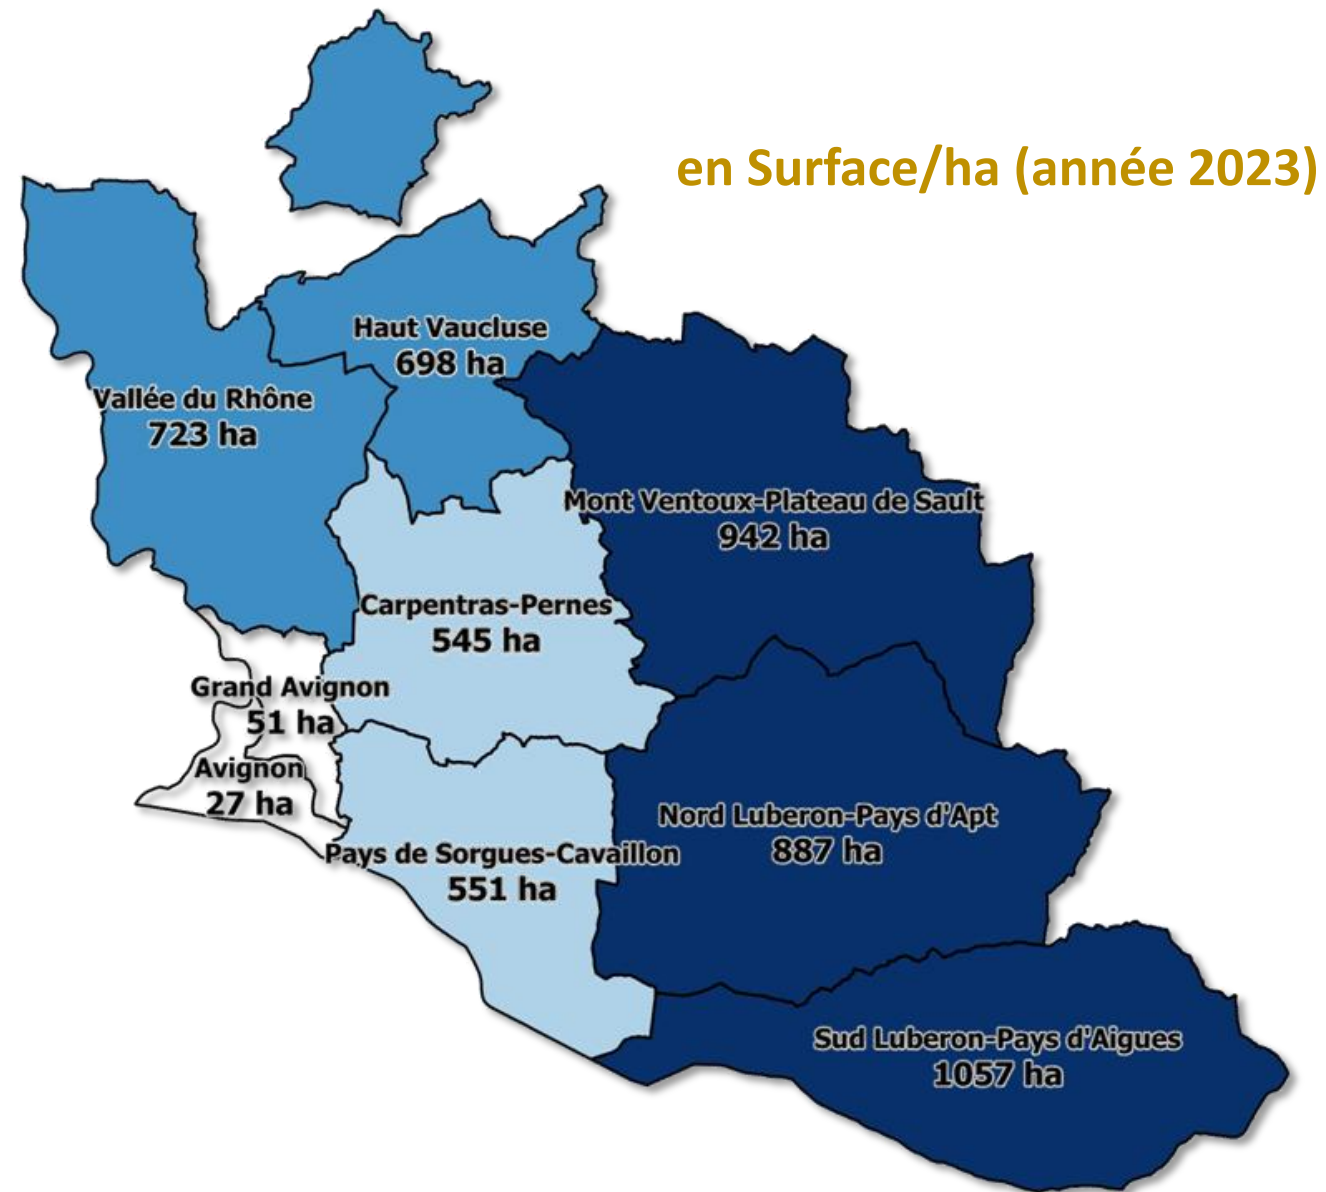 en Surface/ha (année 2023)
Haut Vaucluse
698 ha
Vallée du Rhône
723 ha
Mont Ventoux-Plateau de Sault
942 ha
Carpentras-Pernes
545 ha
Grand Avignon
51 ha
Avignon
27 ha
Nord Luberon-Pays d'Apt
887 ha
Pays de Sorgues-Cavaillon
551 ha
Sud Luberon-Pays d'Aigues
1057 ha